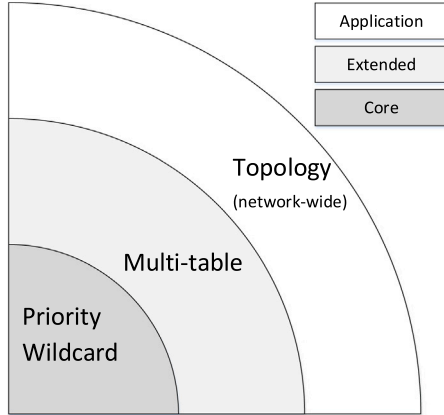 Application
Extended
Core
Topology
(network-wide)
Multi-table
Priority
Wildcard